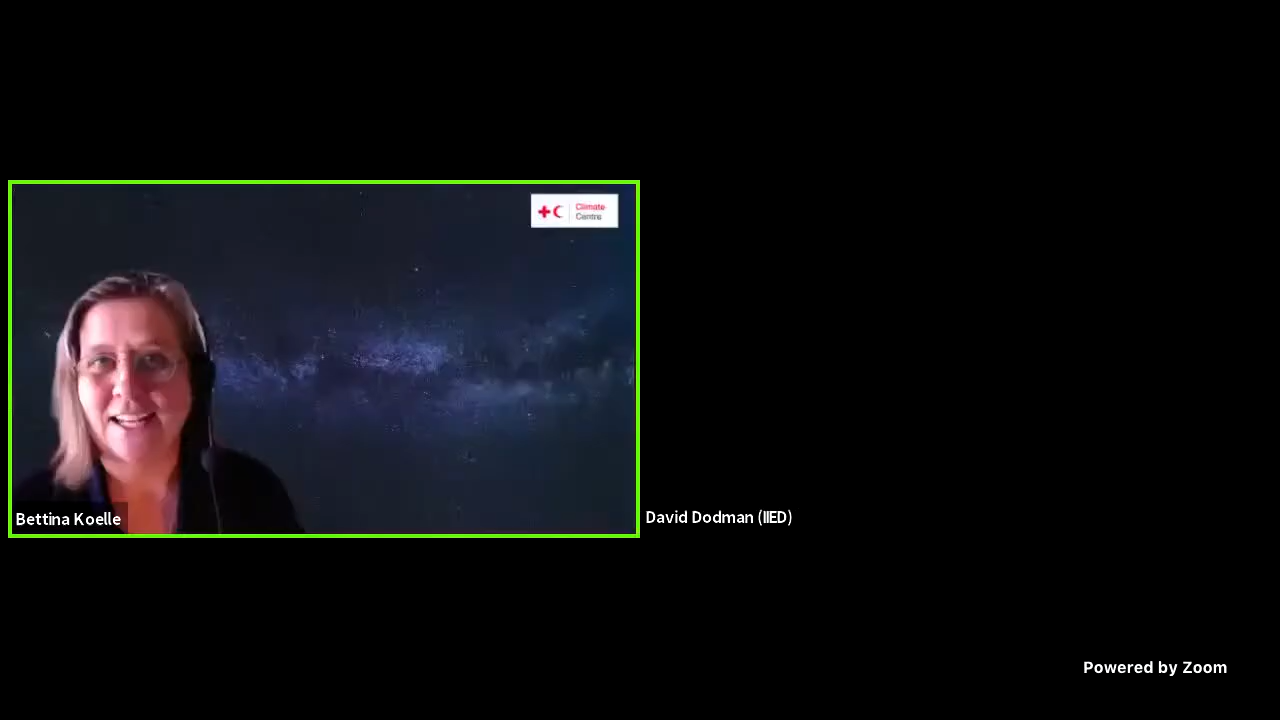 Climate
Centre
Bettina Koelle
David Dodman (IIED)
Powered by Zoom